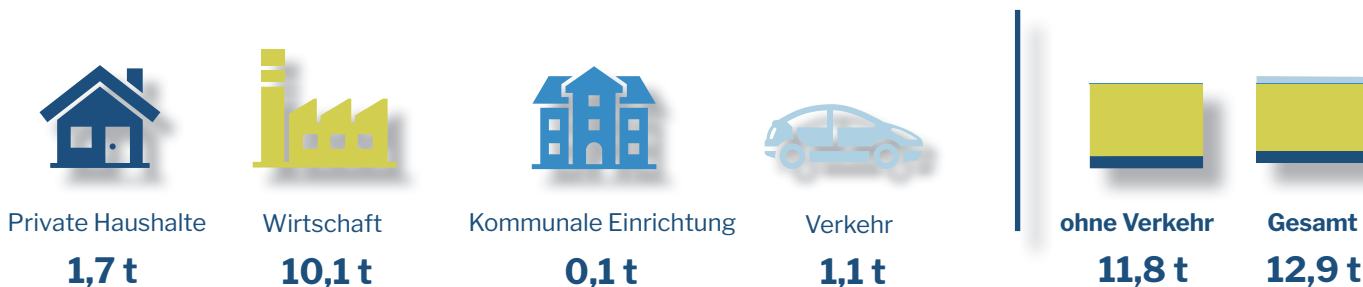 Private Haushalte Wirtschaft Kommunale Einrichtung Verkehr ohne Verkehr Gesamt
1,7 t 10,1 t 0,1 t 1,1 t 11,8 t 12,9 t